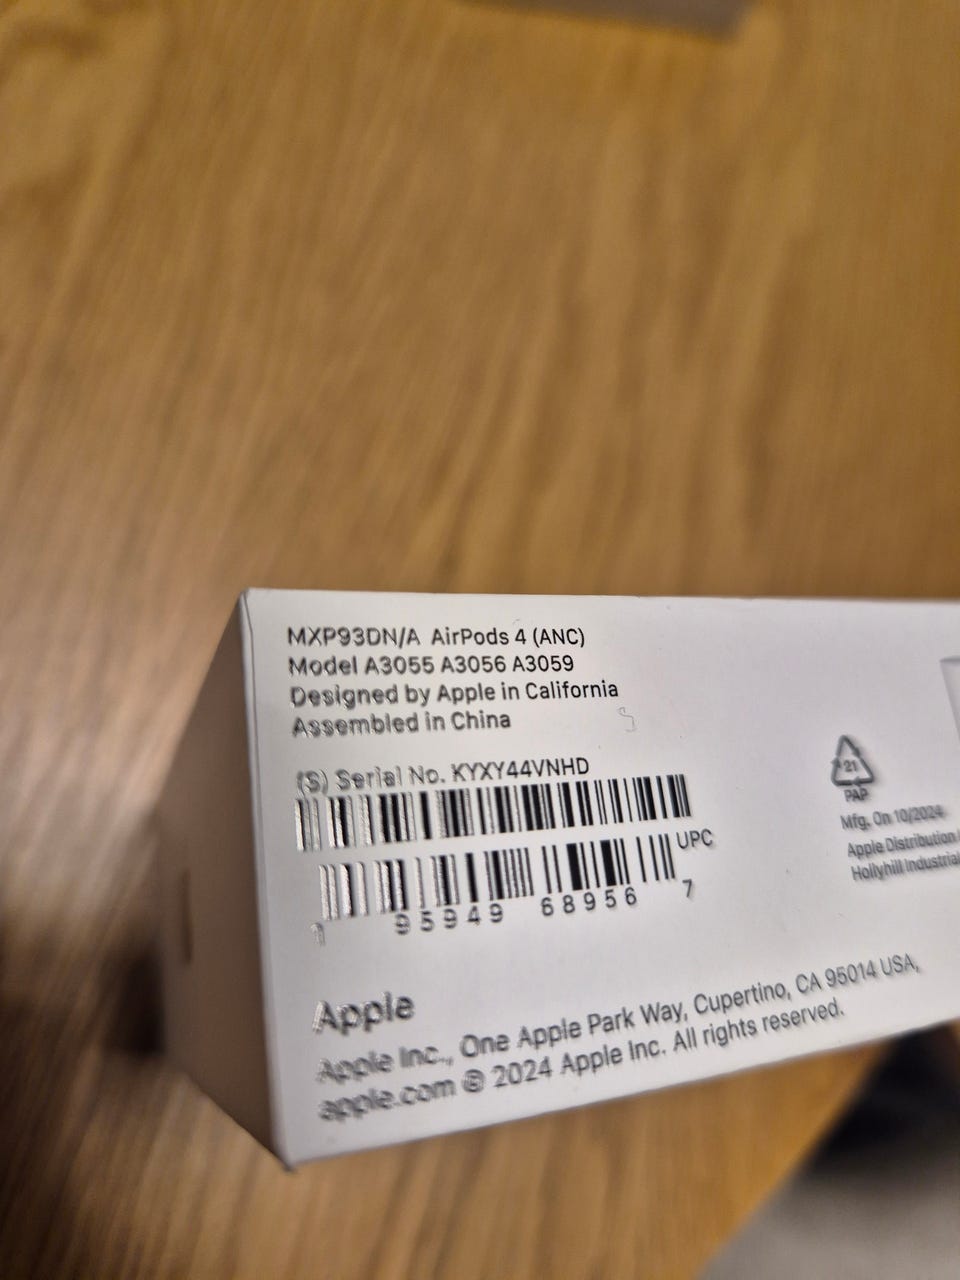 MXP93DN/A AirPods 4 (ANC)
Model A3055 A3056 A3059
Designed by Apple in California
Assembled in China
(S) Serial No. KYXY44VNHD
UPC
1 95949 68956 7
Apple
Apple Inc., One Apple Park Way, Cupertino, CA 95014 USA,
apple.com © 2024 Apple Inc. All rights reserved.
21
PAP
Mfg. On 10/2024
Apple Distribution
Hollyhill Industrial